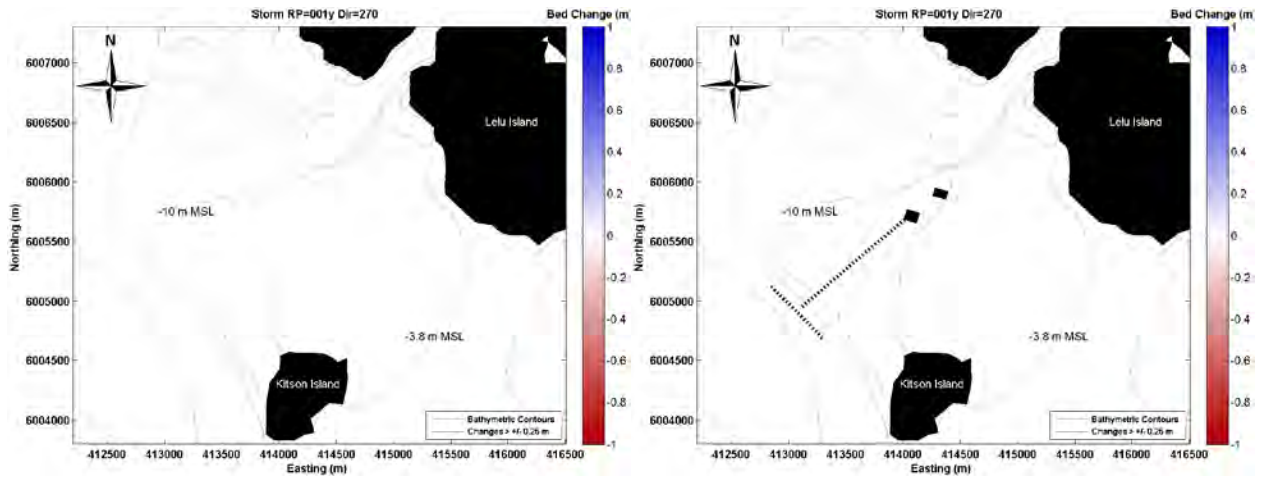 Storm RP=001y Dir=270
Bed Change (m)
N
6007000
6006500
6006000
6005500
6005000
6004500
6004000
Northing (m)
Lelu Island
-10 m MSL
-3.8 m MSL
Kitson Island
Bathymetric Contours
Changes > +/- 0.25 m
412500 413000 413500 414000 414500 415000 415500 416000 416500
Easting (m)
1
0.8
0.6
0.4
0.2
0
-0.2
-0.4
-0.6
-0.8
-1
Storm RP=001y Dir=270
Bed Change (m)
N
6007000
6006500
6006000
6005500
6005000
6004500
6004000
Northing (m)
Lelu Island
-10 m MSL
-3.8 m MSL
Kitson Island
Bathymetric Contours
Changes > +/- 0.25 m
412500 413000 413500 414000 414500 415000 415500 416000 416500
Easting (m)
1
0.8
0.6
0.4
0.2
0
-0.2
-0.4
-0.6
-0.8
-1